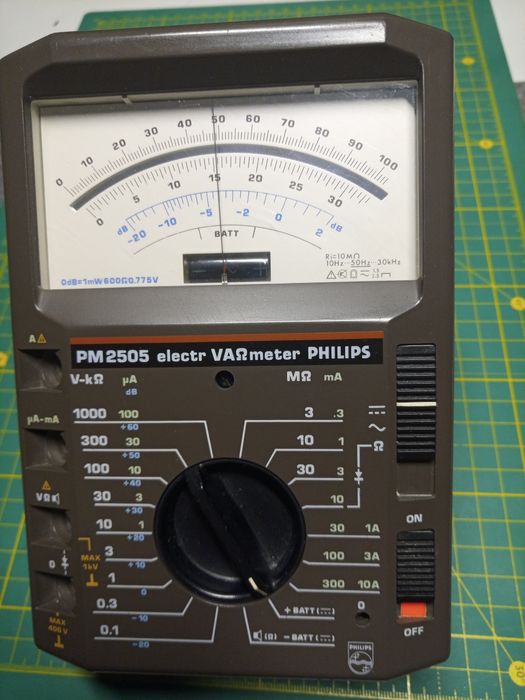 0 10 20 30 40 50 60 70 80 90 100
0 5 10 15 20 25 30
dB -20 -10 -5 -2 0 2 dB
BATT
0dB=1mW600Ω0.775V
Ri=10MΩ
10Hz··50Hz··30kHz
A
PM2505 electr VAΩmeter PHILIPS
V-kΩ µA MΩ mA
dB
1000 100 3 .3
+60
µA-mA
300 30 10 1
+50
Ω
100 10 30 3
+40
VΩ
30 3 10
+30
ON
10 1 30 1A
+20
0
MAX
1kV
3 100 3A
+10
1 300 10A
0
0.3 +BATT 0
-10
MAX
400V
OFF
0.1 (Ω) -BATT
-20
PHILIPS